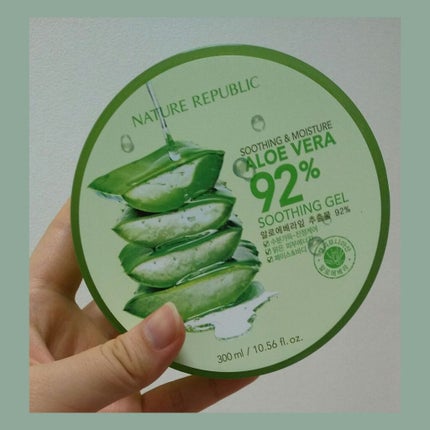 NATURE REPUBLIC
SOOTHING & MOISTURE
ALOE VERA
92%
SOOTHING GEL
알로에베라잎 추출물 92%
300 ml / 10.56 fl. oz.